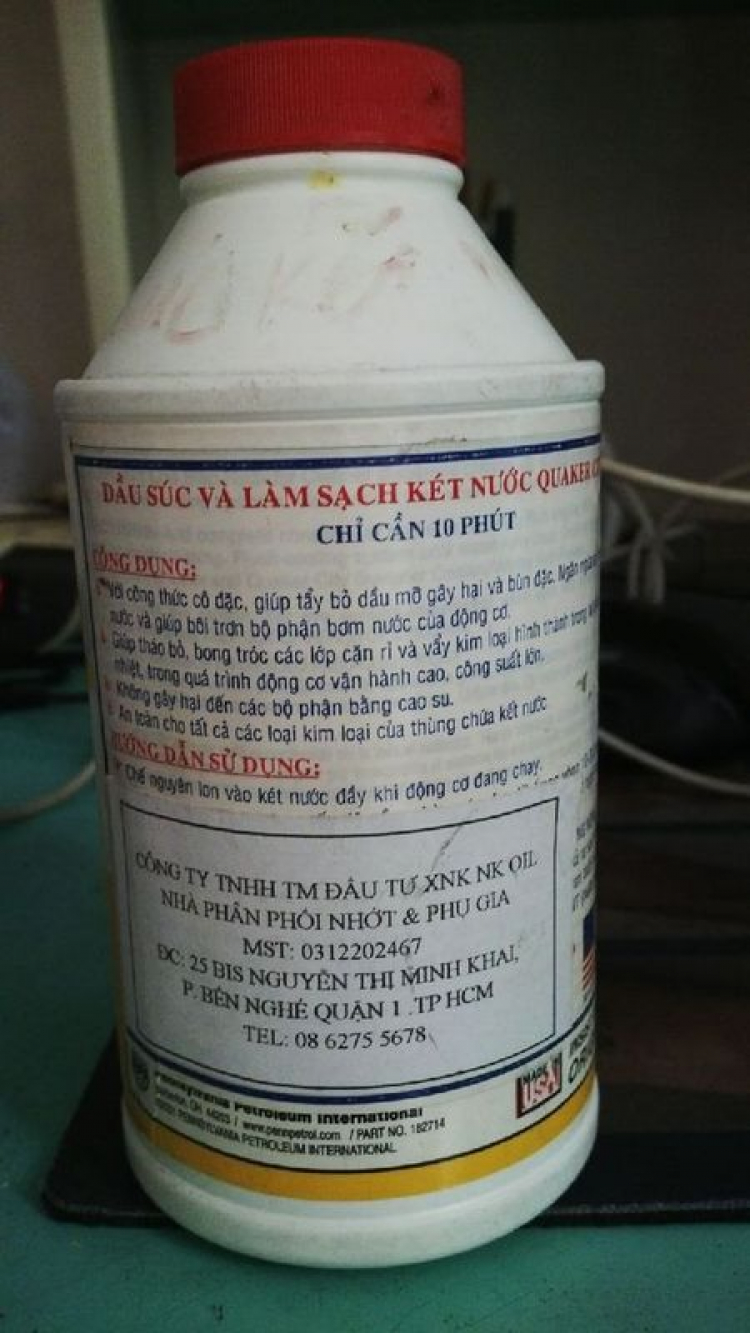 DẦU SÚC VÀ LÀM SẠCH KÉT NƯỚC QUAKER
CHỈ CẦN 10 PHÚT
CÔNG DỤNG:
Với công thức cô đặc, giúp tẩy bỏ dầu mỡ gây hại và bùn đặc. Ngăn
nước và giúp bôi trơn bộ phận bơm nước của động cơ.
Giúp tháo bỏ, bong tróc các lớp cặn rỉ và vẩy kim loại hình thành trong
nhiệt, trong quá trình động cơ vận hành cao, công suất lớn.
Không gây hại đến các bộ phận bằng cao su.
An toàn cho tất cả các loại kim loại của thùng chứa két nước
HƯỚNG DẪN SỬ DỤNG:
Chế nguyên lon vào két nước đầy khi động cơ đang chạy.
CÔNG TY TNHH TM ĐẦU TƯ XNK NK OIL
NHÀ PHÂN PHỐI NHỚT & PHỤ GIA
MST: 0312202467
ĐC: 25 BIS NGUYỄN THỊ MINH KHAI,
P. BẾN NGHÉ QUẬN 1 .TP HCM
TEL: 08 6275 5678
MADE IN USA
Pennsylvania Petroleum International
OH 44203 / www.pennpetrol.com / PART NO. 182714
PENNSYLVANIA PETROLEUM INTERNATIONAL